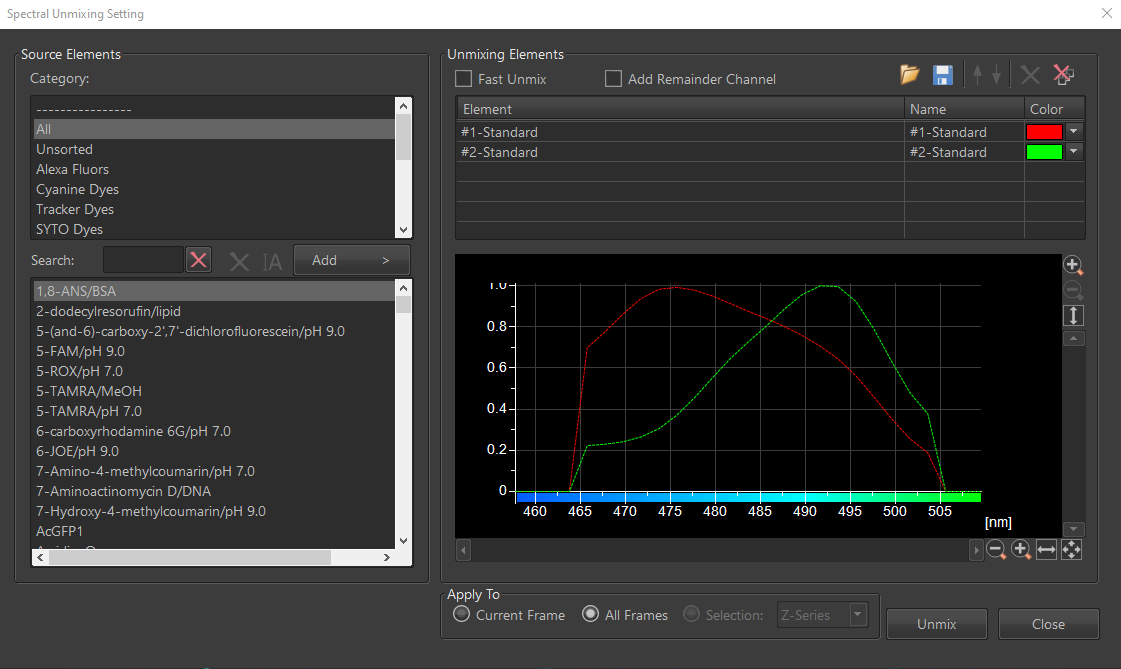 Spectral Unmixing Setting
Source Elements
Category:
----------------
All
Unsorted
Alexa Fluors
Cyanine Dyes
Tracker Dyes
SYTO Dyes
Search:
IA
Add >
1,8-ANS/BSA
2-dodecylresorufin/lipid
5-(and-6)-carboxy-2',7'-dichlorofluorescein/pH 9.0
5-FAM/pH 9.0
5-ROX/pH 7.0
5-TAMRA/MeOH
5-TAMRA/pH 7.0
6-carboxyrhodamine 6G/pH 7.0
6-JOE/pH 9.0
7-Amino-4-methylcoumarin/pH 7.0
7-Aminoactinomycin D/DNA
7-Hydroxy-4-methylcoumarin/pH 9.0
AcGFP1
Unmixing Elements
Fast Unmix
Add Remainder Channel
Element Name Color
#1-Standard #1-Standard
#2-Standard #2-Standard
1.0
0.8
0.6
0.4
0.2
0
460 465 470 475 480 485 490 495 500 505
[nm]
Apply To
Current Frame
All Frames
Selection:
Z-Series
Unmix
Close